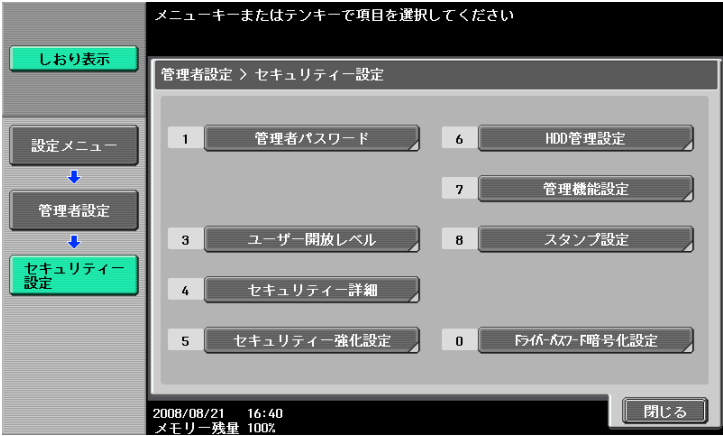 メニューキーまたはテンキーで項目を選択してください
しおり表示
管理者設定 > セキュリティー設定
設定メニュー
管理者設定
セキュリティー
設定
1 管理者パスワード
3 ユーザー開放レベル
4 セキュリティー詳細
5 セキュリティー強化設定
6 HDD管理設定
7 管理機能設定
8 スタンプ設定
0 ﾄﾞﾗｲﾊﾞｰﾊﾟｽﾜｰﾄﾞ暗号化設定
2008/08/21 16:40
メモリー残量 100%
閉じる